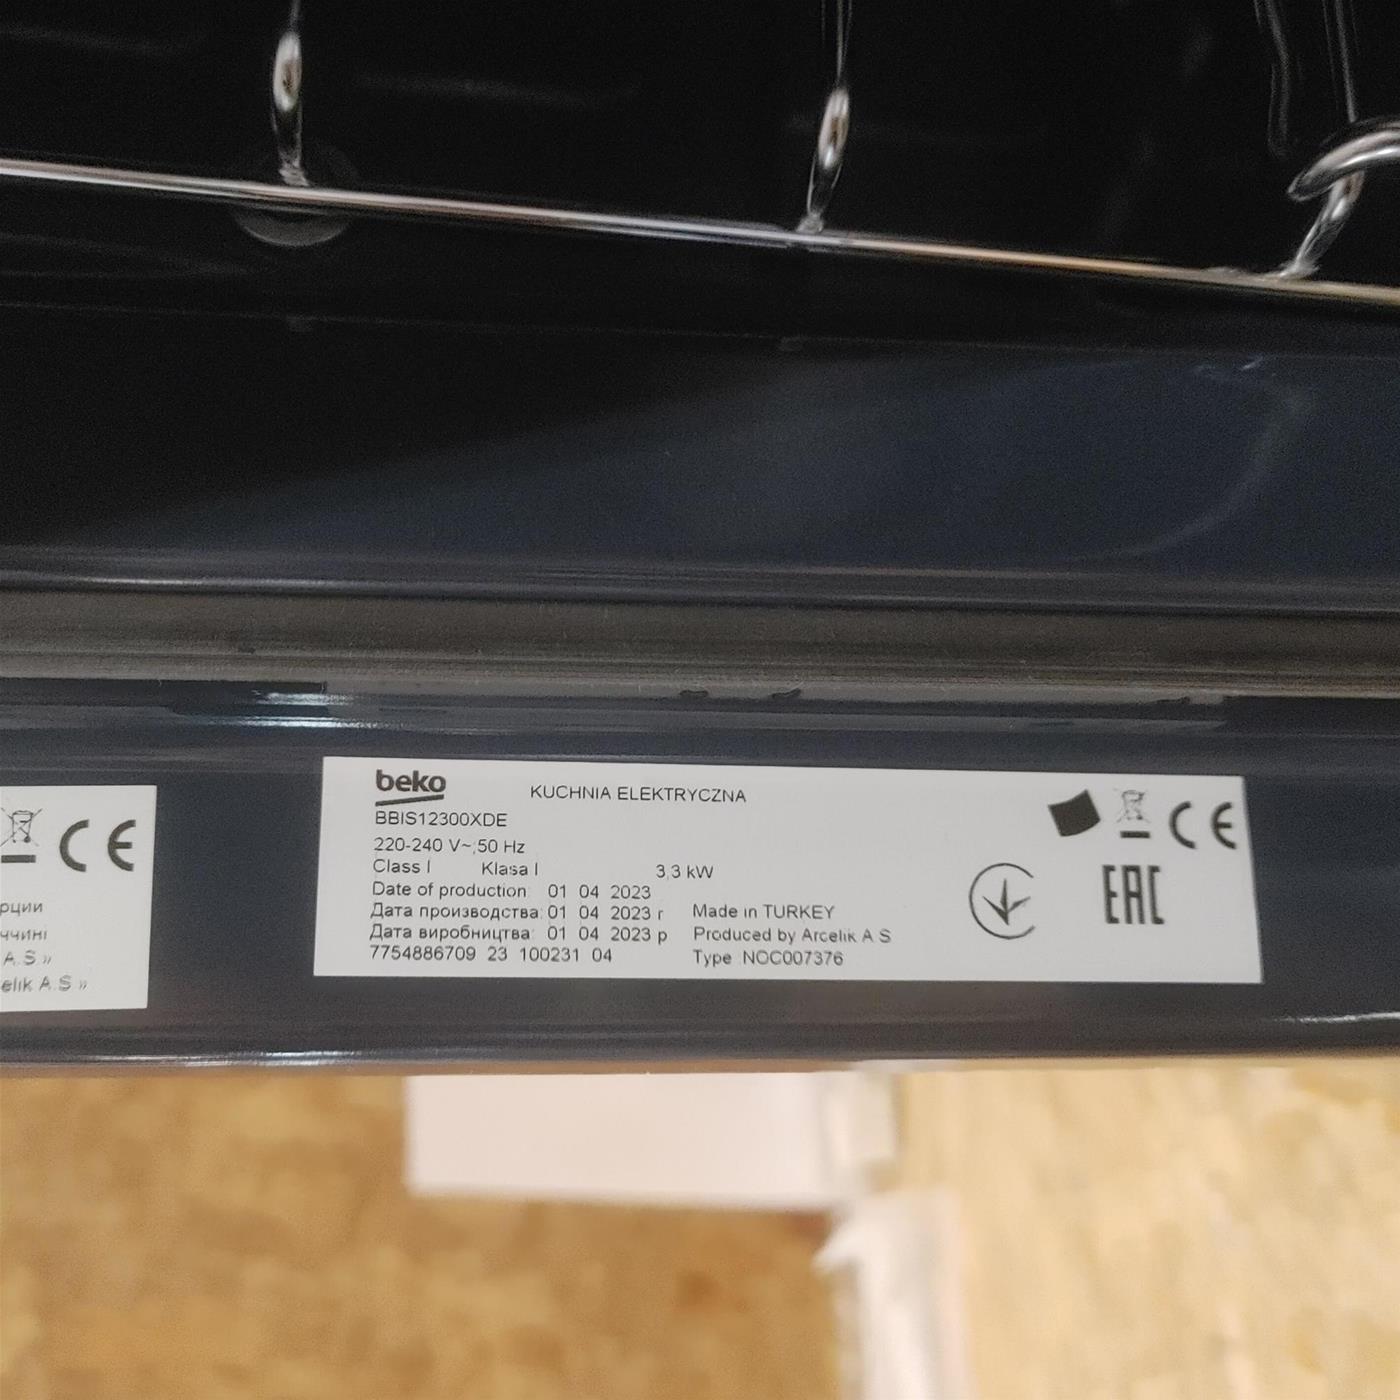 beko
KUCHNIA ELEKTRYCZNA
BBIS12300XDE
220-240 V~;50 Hz
Class I Klasa I 3,3 kW
Date of production: 01 04 2023
Дата производства: 01 04 2023 г
Дата виробництва: 01 04 2023 р
7754886709 23 100231 04
Made in TURKEY
Produced by Arcelik A S
Type NOC007376
CE
EAC
CE
рции
ччині
A.S »
elik A.S »